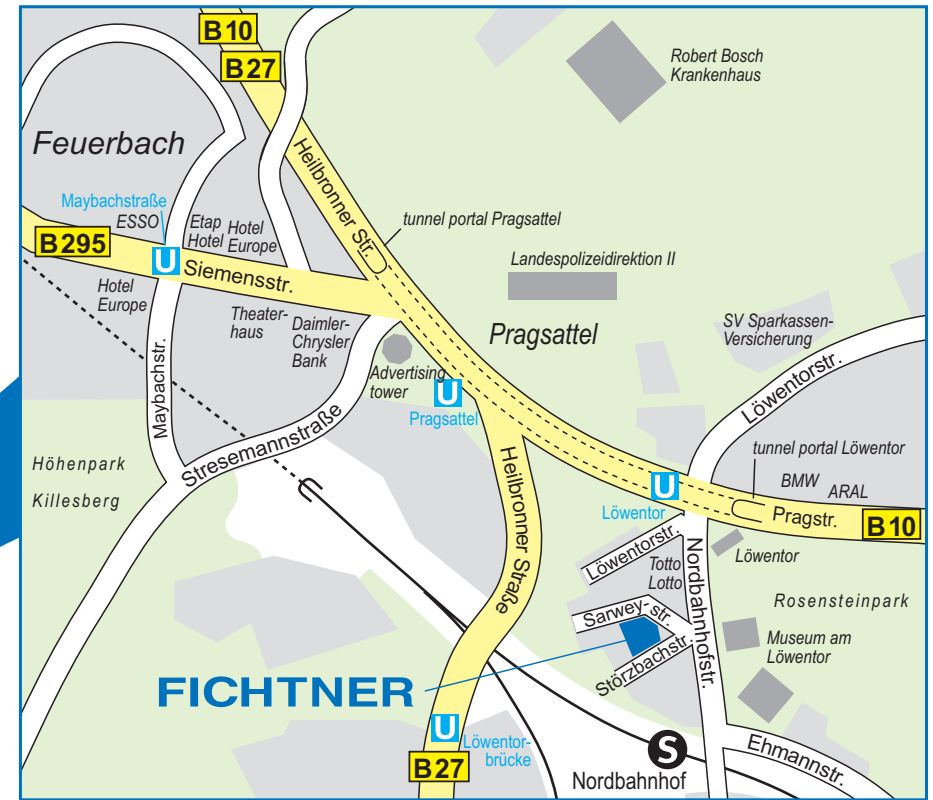 B10
B27
Robert Bosch
Krankenhaus
Feuerbach
Heilbronner Str.
Maybachstraße
ESSO
Etap
Hotel
Hotel
Europe
tunnel portal Pragsattel
B295
U
Siemensstr.
Landespolizeidirektion II
Hotel
Europe
Theater-
haus
Daimler-
Chrysler
Bank
Pragsattel
SV Sparkassen-
Versicherung
Maybachstr.
Advertising
tower
U
Pragsattel
Löwentorstr.
Stresemannstraße
Höhenpark
Killesberg
Heilbronner Straße
tunnel portal Löwentor
BMW
ARAL
U
Löwentor
Pragstr.
B10
Löwentorstr.
Totto
Lotto
Nordbahnhofstr.
Löwentor
Sarwey-
str.
Rosensteinpark
Museum am
Löwentor
Störzbachstr.
FICHTNER
U
Löwentor-
brücke
B27
S
Nordbahnhof
Ehmannstr.